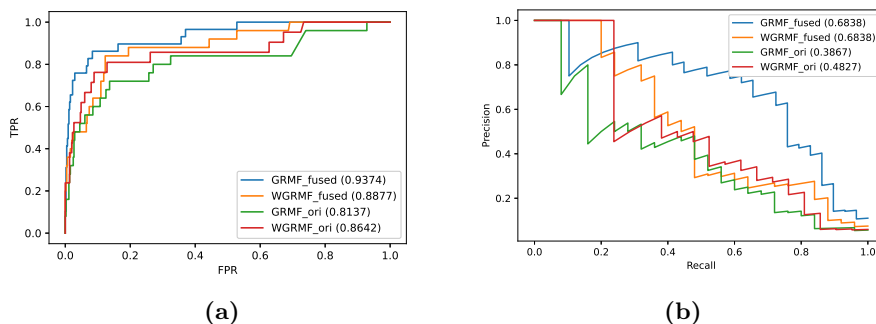 1.0
0.8
0.6
0.4
0.2
0.0
TPR
0.0 0.2 0.4 0.6 0.8 1.0
FPR
GRMF_fused (0.9374)
WGRMF_fused (0.8877)
GRMF_ori (0.8137)
WGRMF_ori (0.8642)
(a)
1.0
0.8
0.6
0.4
0.2
Precision
0.0 0.2 0.4 0.6 0.8 1.0
Recall
GRMF_fused (0.6838)
WGRMF_fused (0.6838)
GRMF_ori (0.3867)
WGRMF_ori (0.4827)
(b)